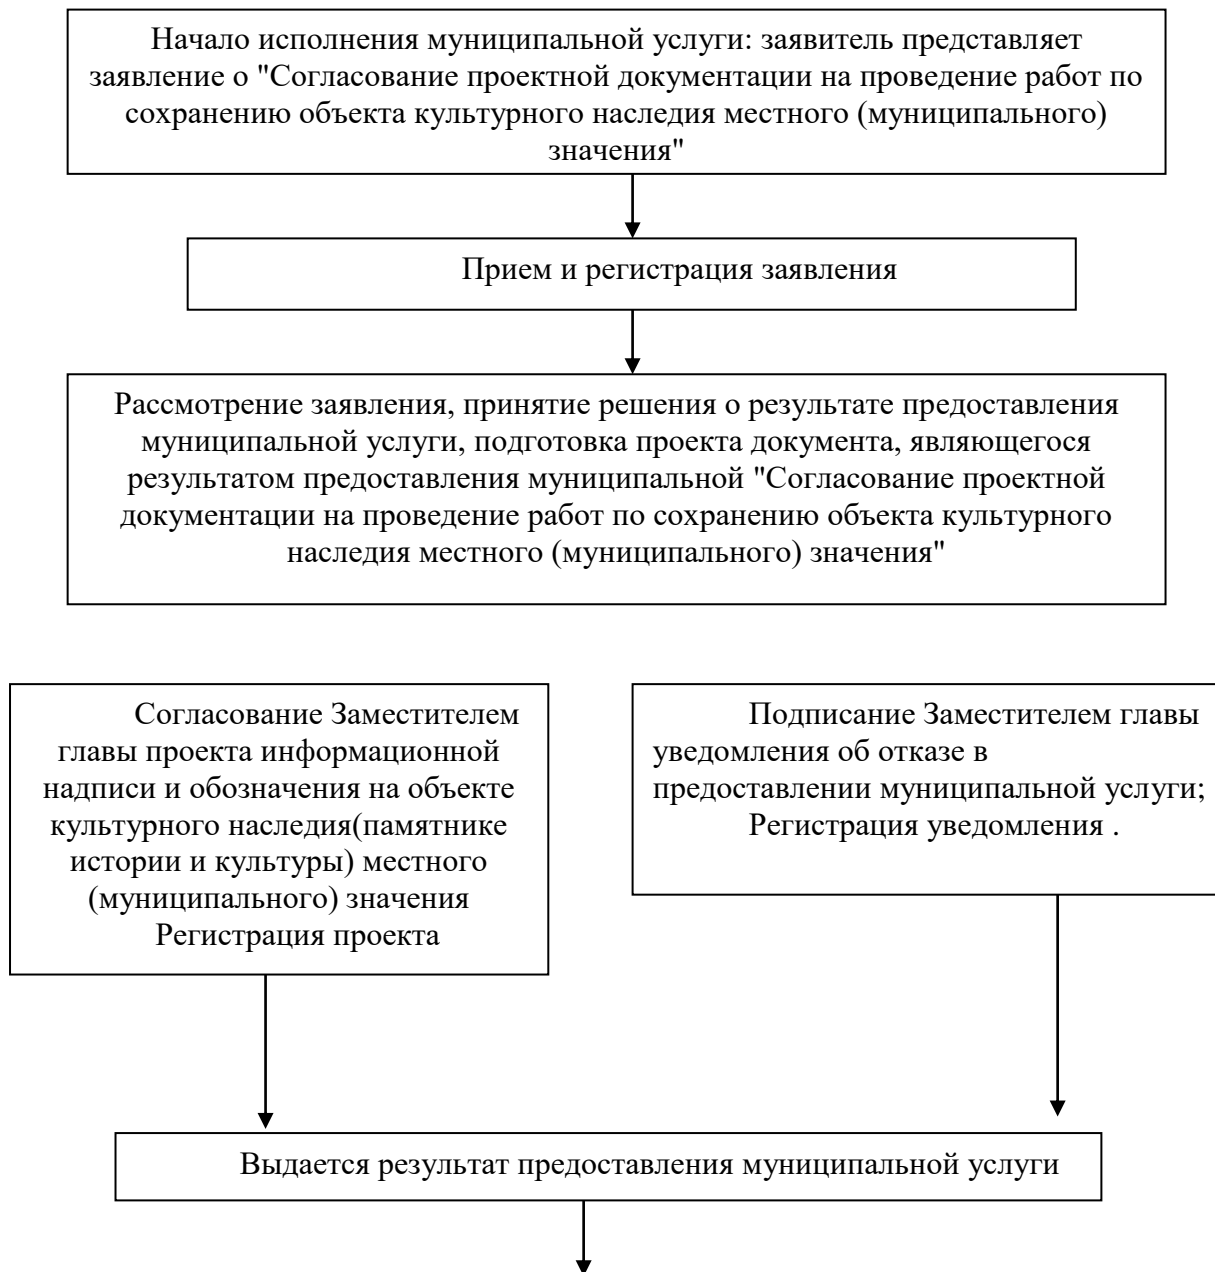 Начало исполнения муниципальной услуги: заявитель представляет
заявление о "Согласование проектной документации на проведение работ по
сохранению объекта культурного наследия местного (муниципального)
значения"
Прием и регистрация заявления
Рассмотрение заявления, принятие решения о результате предоставления
муниципальной услуги, подготовка проекта документа, являющегося
результатом предоставления муниципальной "Согласование проектной
документации на проведение работ по сохранению объекта культурного
наследия местного (муниципального) значения"
Согласование Заместителем
главы проекта информационной
надписи и обозначения на объекте
культурного наследия(памятнике
истории и культуры) местного
(муниципального) значения
Регистрация проекта
Подписание Заместителем главы
уведомления об отказе в
предоставлении муниципальной услуги;
Регистрация уведомления .
Выдается результат предоставления муниципальной услуги